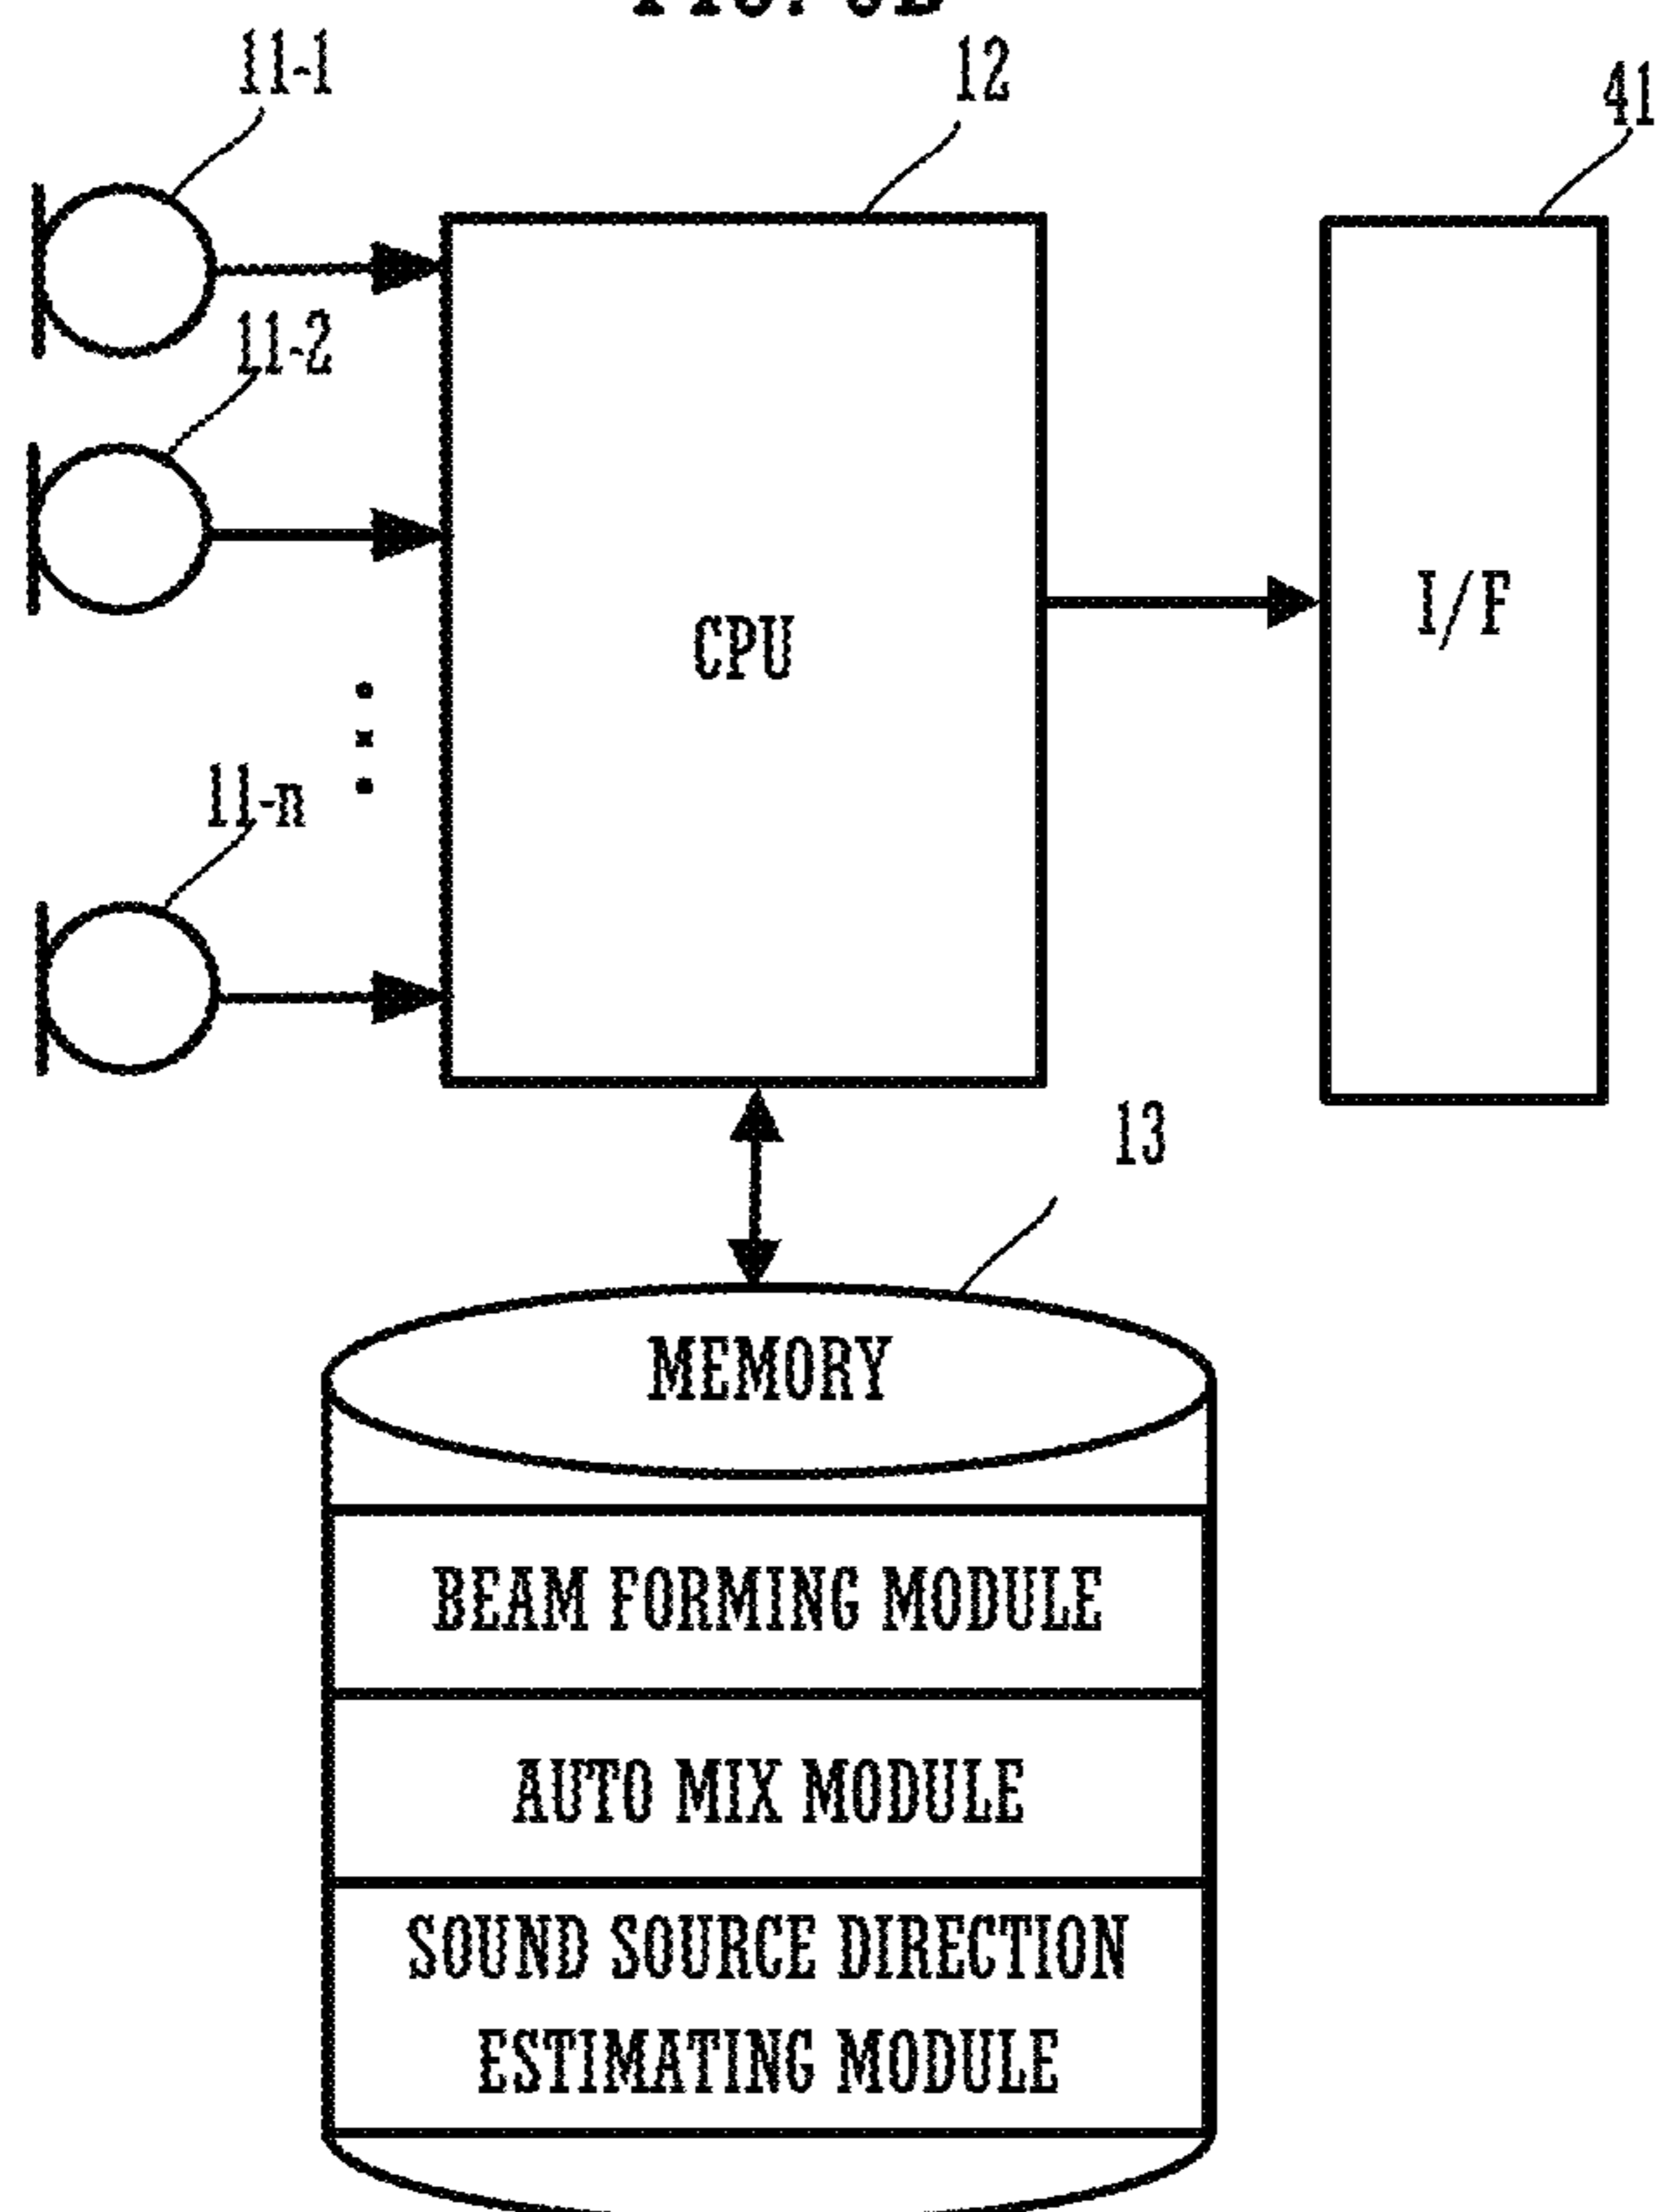 11-1
12
41
11-2
CPU
I/F
11-n
13
MEMORY
BEAM FORMING MODULE
AUTO MIX MODULE
SOUND SOURCE DIRECTION
ESTIMATING MODULE